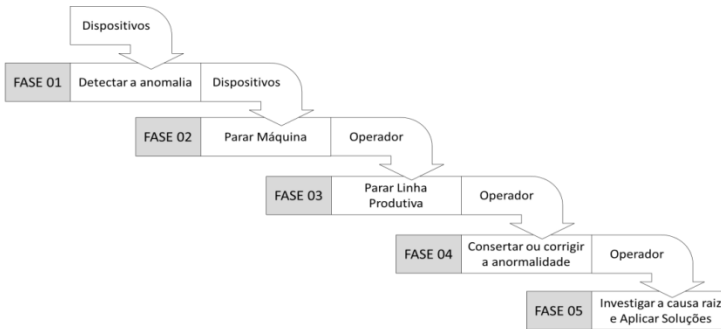 Dispositivos
FASE 01
Detectar a anomalia
Dispositivos
FASE 02
Parar Máquina
Operador
FASE 03
Parar Linha
Produtiva
Operador
FASE 04
Consertar ou corrigir
a anormalidade
Operador
FASE 05
Investigar a causa raiz
e Aplicar Soluções